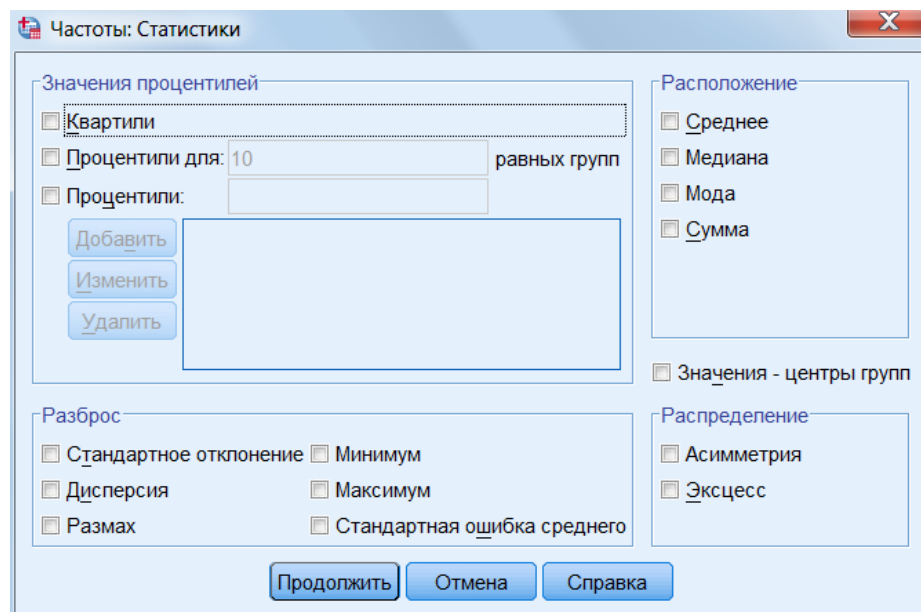 Частоты: Статистики
Значения процентилей
Квартили
Процентили для: 10 равных групп
Процентили:
Добавить
Изменить
Удалить
Расположение
Среднее
Медиана
Мода
Сумма
Значения - центры групп
Разброс
Стандартное отклонение Минимум
Дисперсия Максимум
Размах Стандартная ошибка среднего
Распределение
Асимметрия
Эксцесс
Продолжить Отмена Справка